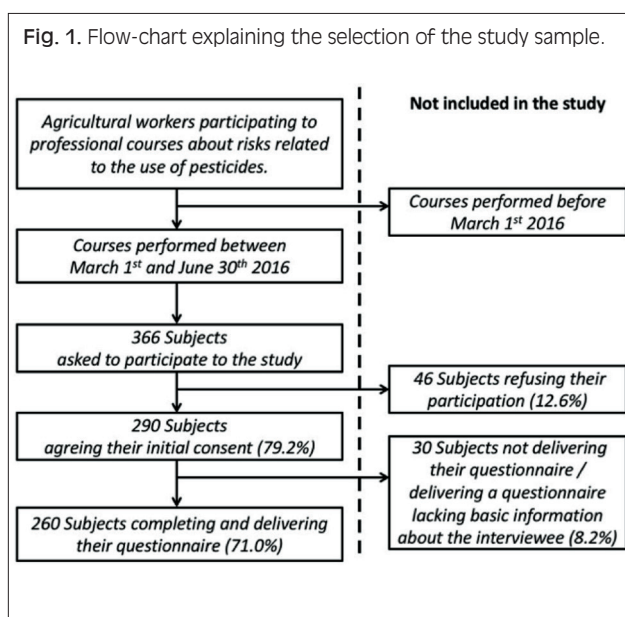 Fig. 1. Flow-chart explaining the selection of the study sample.
Not included in the study
Agricultural workers participating to
professional courses about risks related
to the use of pesticides.
Courses performed before
March 1st 2016
Courses performed between
March 1st and June 30th 2016
366 Subjects
asked to participate to the study
46 Subjects refusing their
participation (12.6%)
290 Subjects
agreing their initial consent (79.2%)
30 Subjects not delivering
their questionnaire /
delivering a questionnaire
lacking basic information
about the interviewee (8.2%)
260 Subjects completing and delivering
their questionnaire (71.0%)